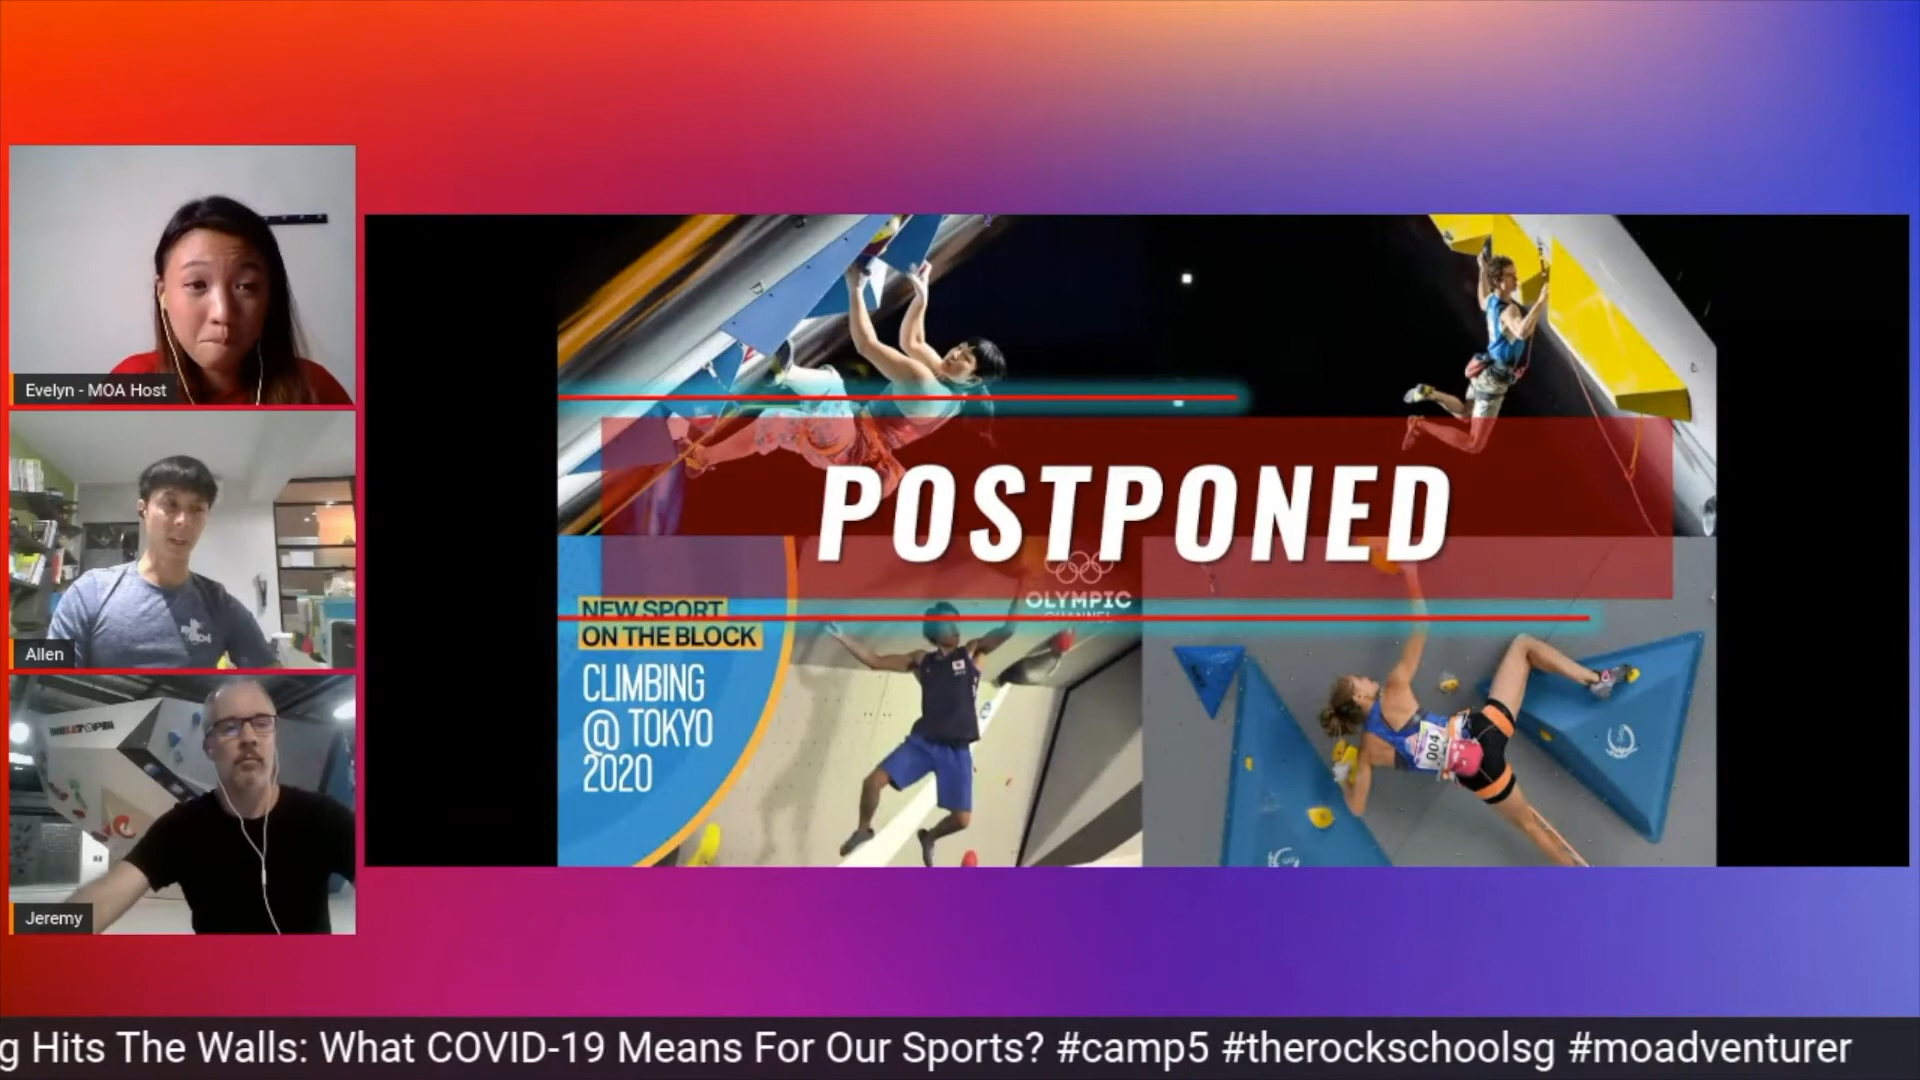 Evelyn - MOA Host
Allen
Jeremy
POSTPONED
OLYMPIC
CHANNEL
NEW SPORT
ON THE BLOCK
CLIMBING
@ TOKYO
2020
004
g Hits The Walls: What COVID-19 Means For Our Sports? #camp5 #therockschoolsg #moadventurer